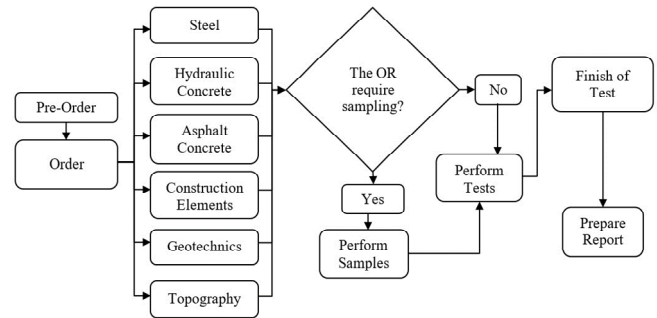 Pre-Order
Order
Steel
Hydraulic
Concrete
Asphalt
Concrete
Construction
Elements
Geotechnics
Topography
The OR
require
sampling?
No
Yes
Perform
Samples
Perform
Tests
Finish of
Test
Prepare
Report